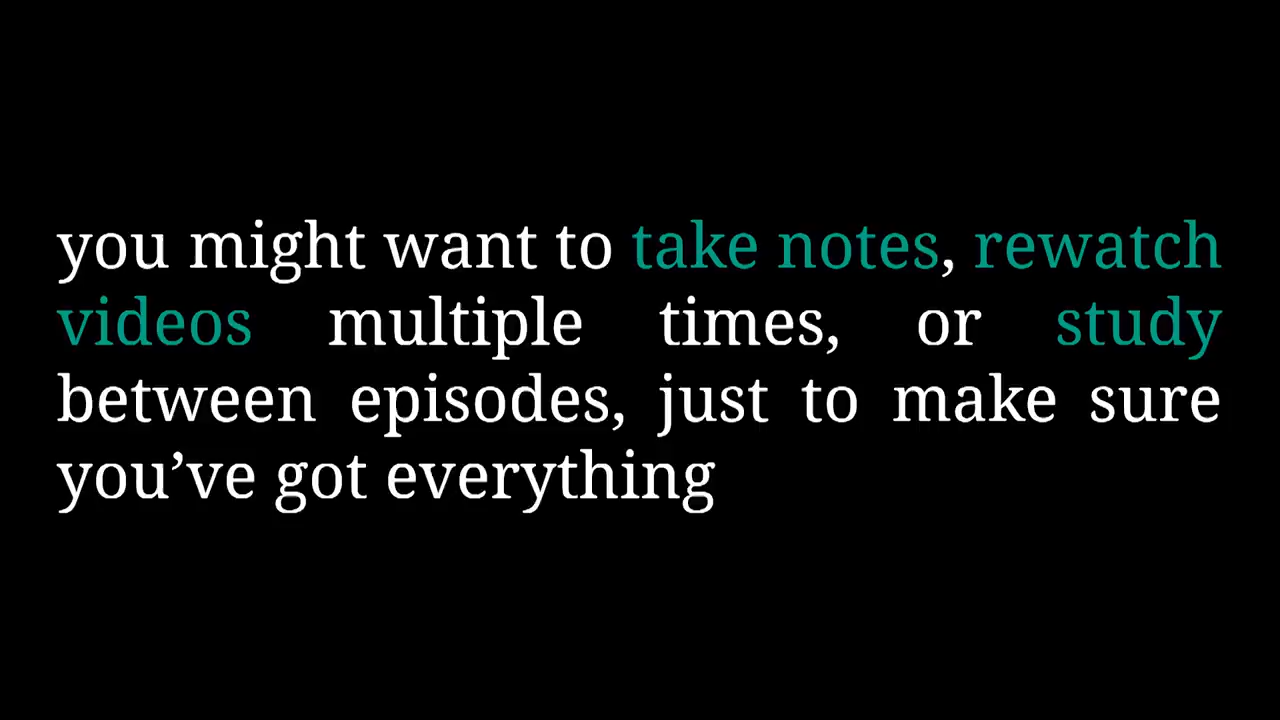 you might want to take notes, rewatch
videos multiple times, or study
between episodes, just to make sure
you’ve got everything